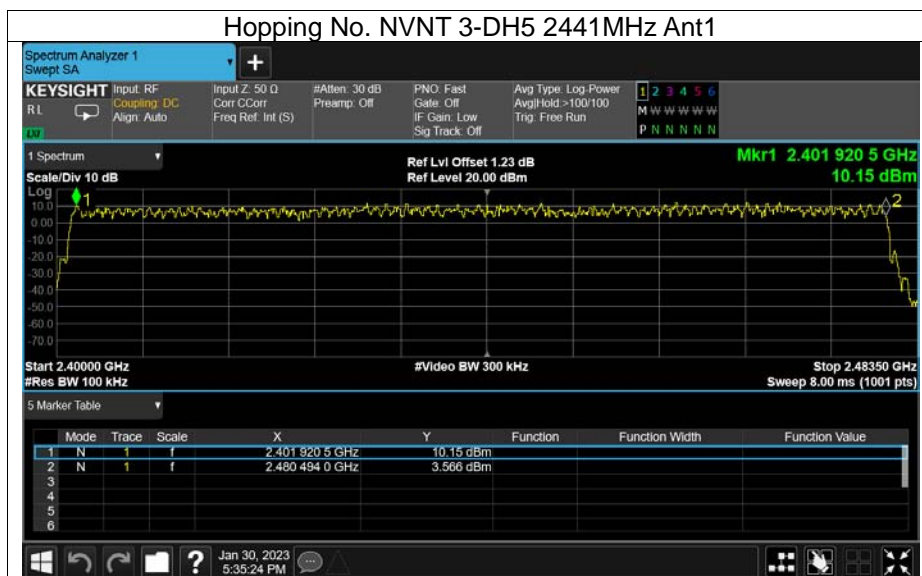 Hopping No. NVNT 3-DH5 2441MHz Ant1
Spectrum Analyzer 1
Swept SA
+
KEYSIGHT Input: RF Input Z: 50 Ω #Atten: 30 dB PNO: Fast Avg Type: Log-Power 1 2 3 4 5 6
R L Coupling: DC Corr CCorr Preamp: Off Gate: Off Avg|Hold:>100/100 M W W W W W
Align: Auto Freq Ref: Int (S) IF Gain: Low Trig: Free Run
Sig Track: Off P N N N N N
1 Spectrum Ref Lvl Offset 1.23 dB Mkr1 2.401 920 5 GHz
Scale/Div 10 dB Ref Level 20.00 dBm 10.15 dBm
Log
10.0 1 2
0.00
-10.0
-20.0
-30.0
-40.0
-50.0
-60.0
-70.0
Start 2.40000 GHz #Video BW 300 kHz Stop 2.48350 GHz
#Res BW 100 kHz Sweep 8.00 ms (1001 pts)
5 Marker Table
Mode Trace Scale X Y Function Function Width Function Value
1 N 1 f 2.401 920 5 GHz 10.15 dBm
2 N 1 f 2.480 494 0 GHz 3.566 dBm
3
4
5
6
? Jan 30, 2023
5:35:24 PM